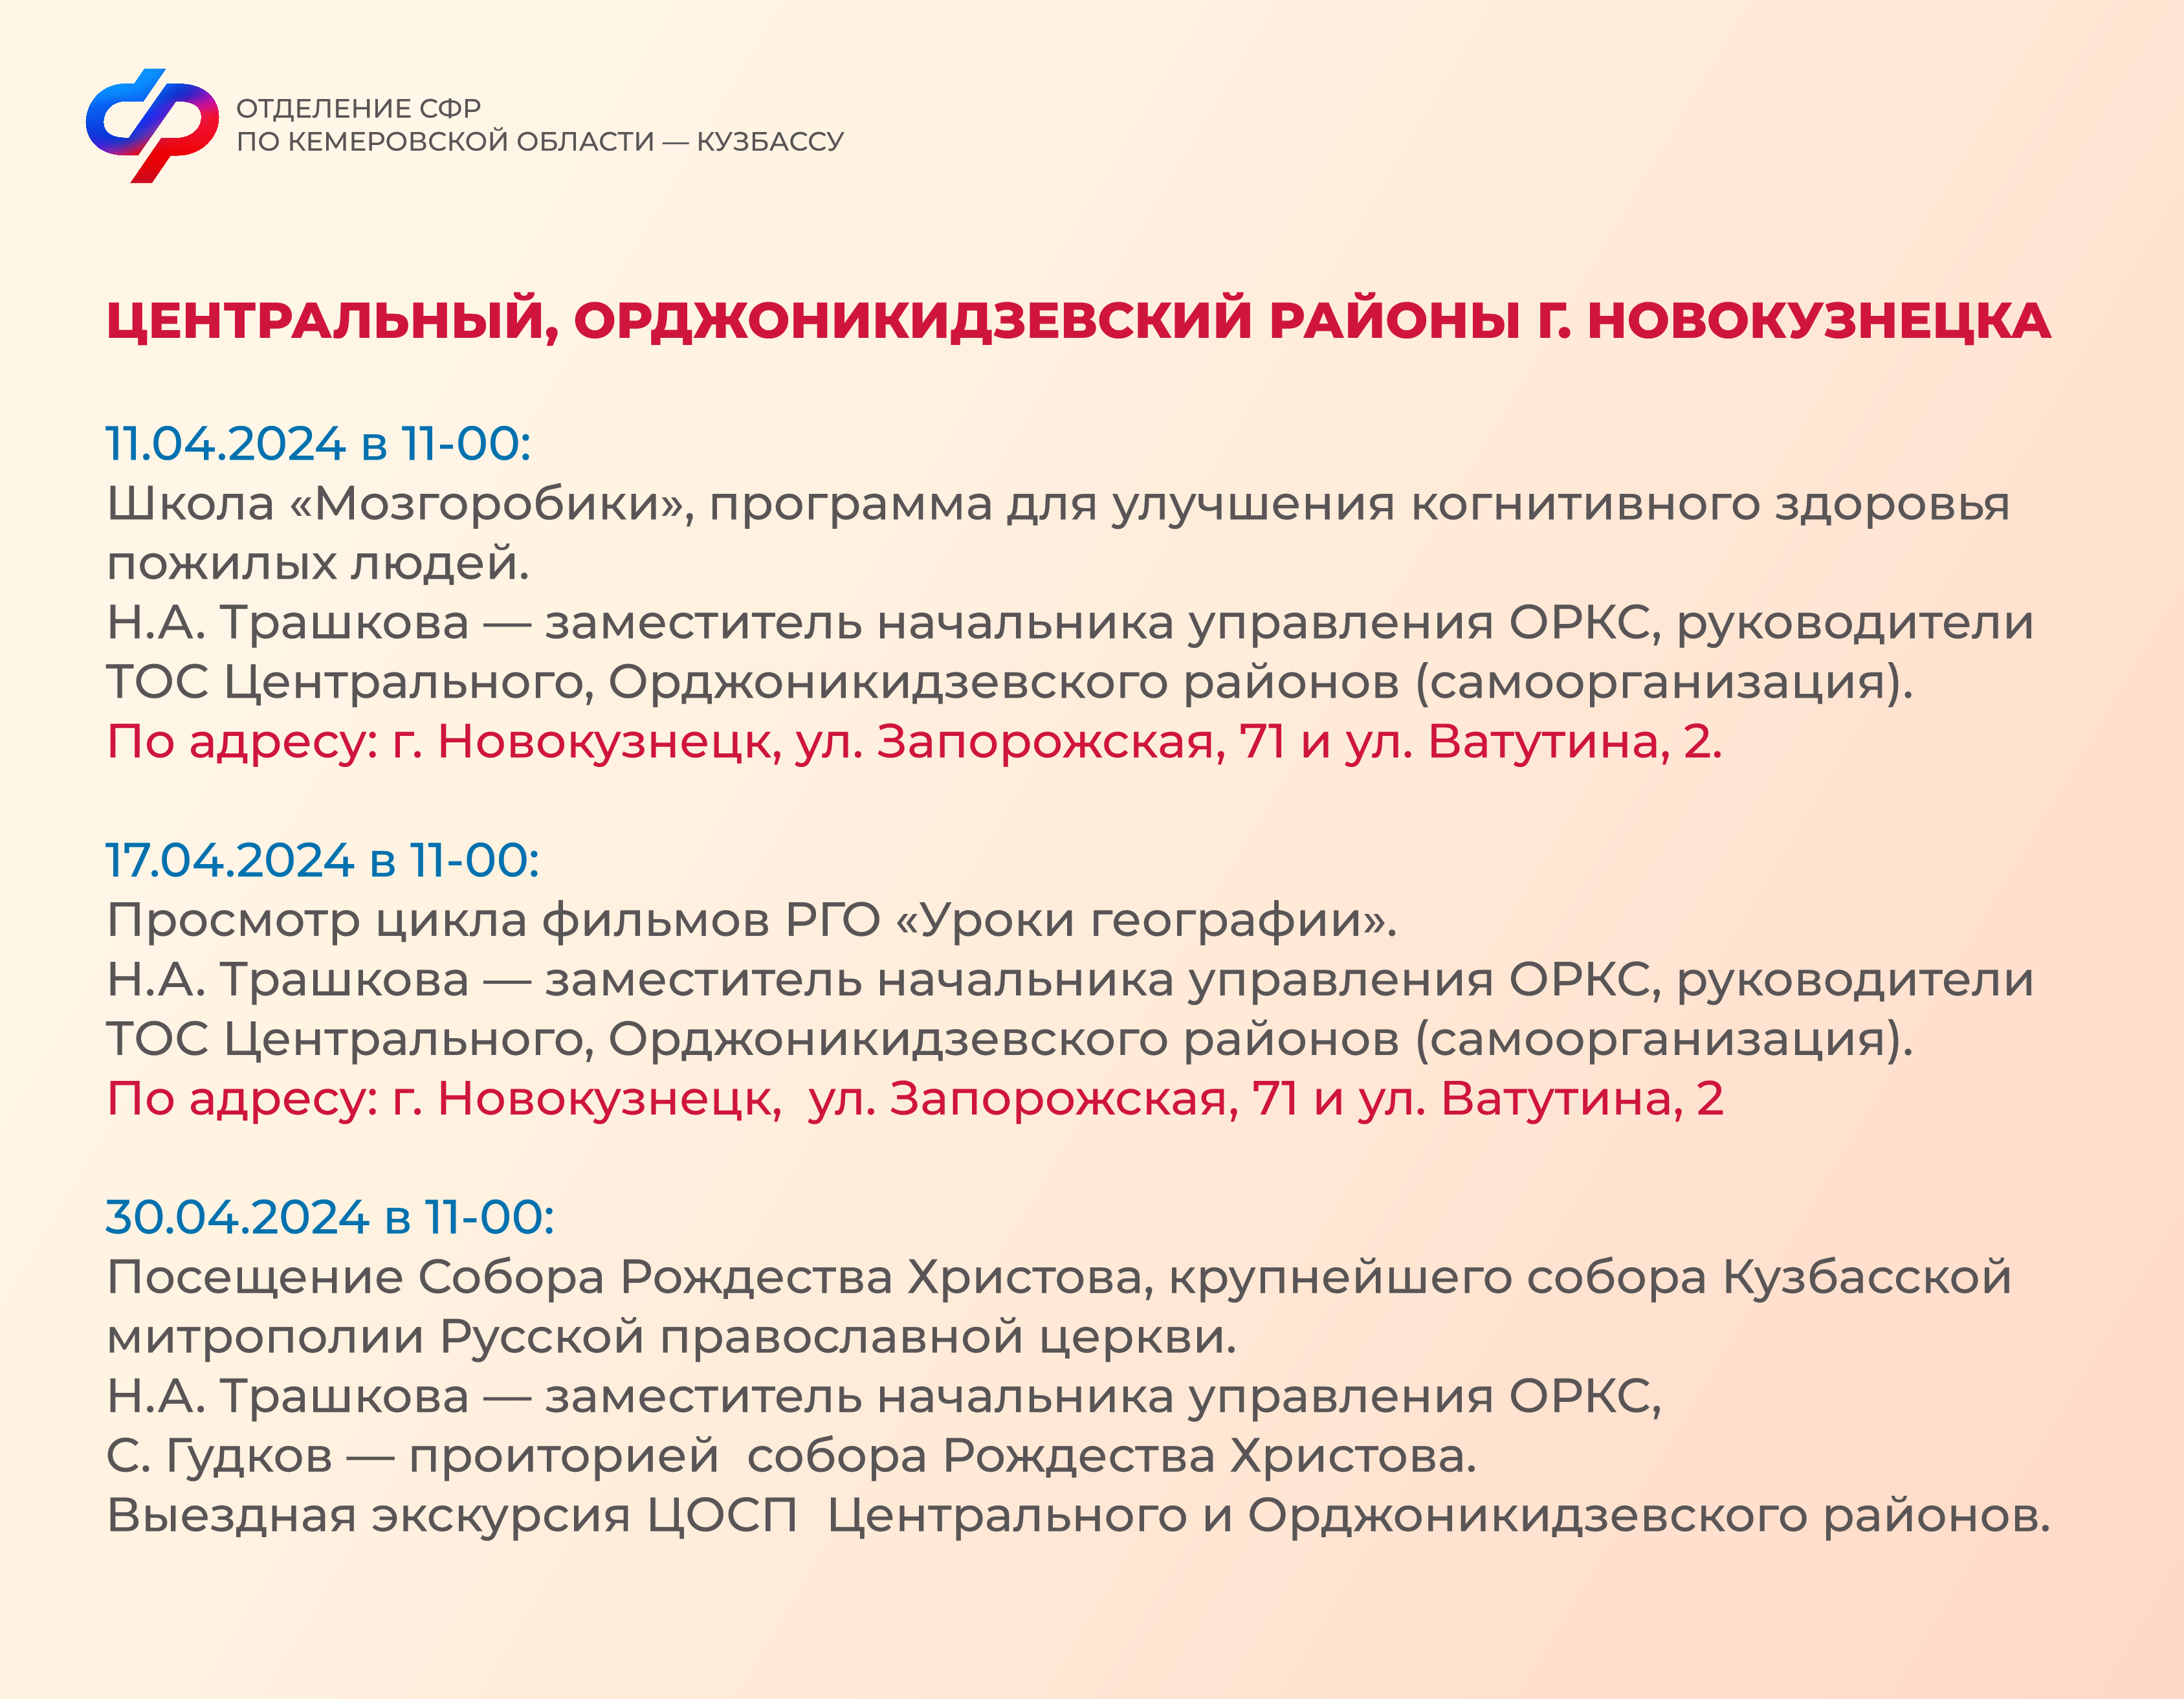 ОТДЕЛЕНИЕ СФР
ПО КЕМЕРОВСКОЙ ОБЛАСТИ — КУЗБАССУ
ЦЕНТРАЛЬНЫЙ, ОРДЖОНИКИДЗЕВСКИЙ РАЙОНЫ Г. НОВОКУЗНЕЦКА
11.04.2024 в 11-00:
Школа «Мозгоробики», программа для улучшения когнитивного здоровья
пожилых людей.
Н.А. Трашкова — заместитель начальника управления ОРКС, руководители
ТОС Центрального, Орджоникидзевского районов (самоорганизация).
По адресу: г. Новокузнецк, ул. Запорожская, 71 и ул. Ватутина, 2.
17.04.2024 в 11-00:
Просмотр цикла фильмов РГО «Уроки географии».
Н.А. Трашкова — заместитель начальника управления ОРКС, руководители
ТОС Центрального, Орджоникидзевского районов (самоорганизация).
По адресу: г. Новокузнецк,  ул. Запорожская, 71 и ул. Ватутина, 2
30.04.2024 в 11-00:
Посещение Собора Рождества Христова, крупнейшего собора Кузбасской
митрополии Русской православной церкви.
Н.А. Трашкова — заместитель начальника управления ОРКС,
С. Гудков — проиторией  собора Рождества Христова.
Выездная экскурсия ЦОСП  Центрального и Орджоникидзевского районов.